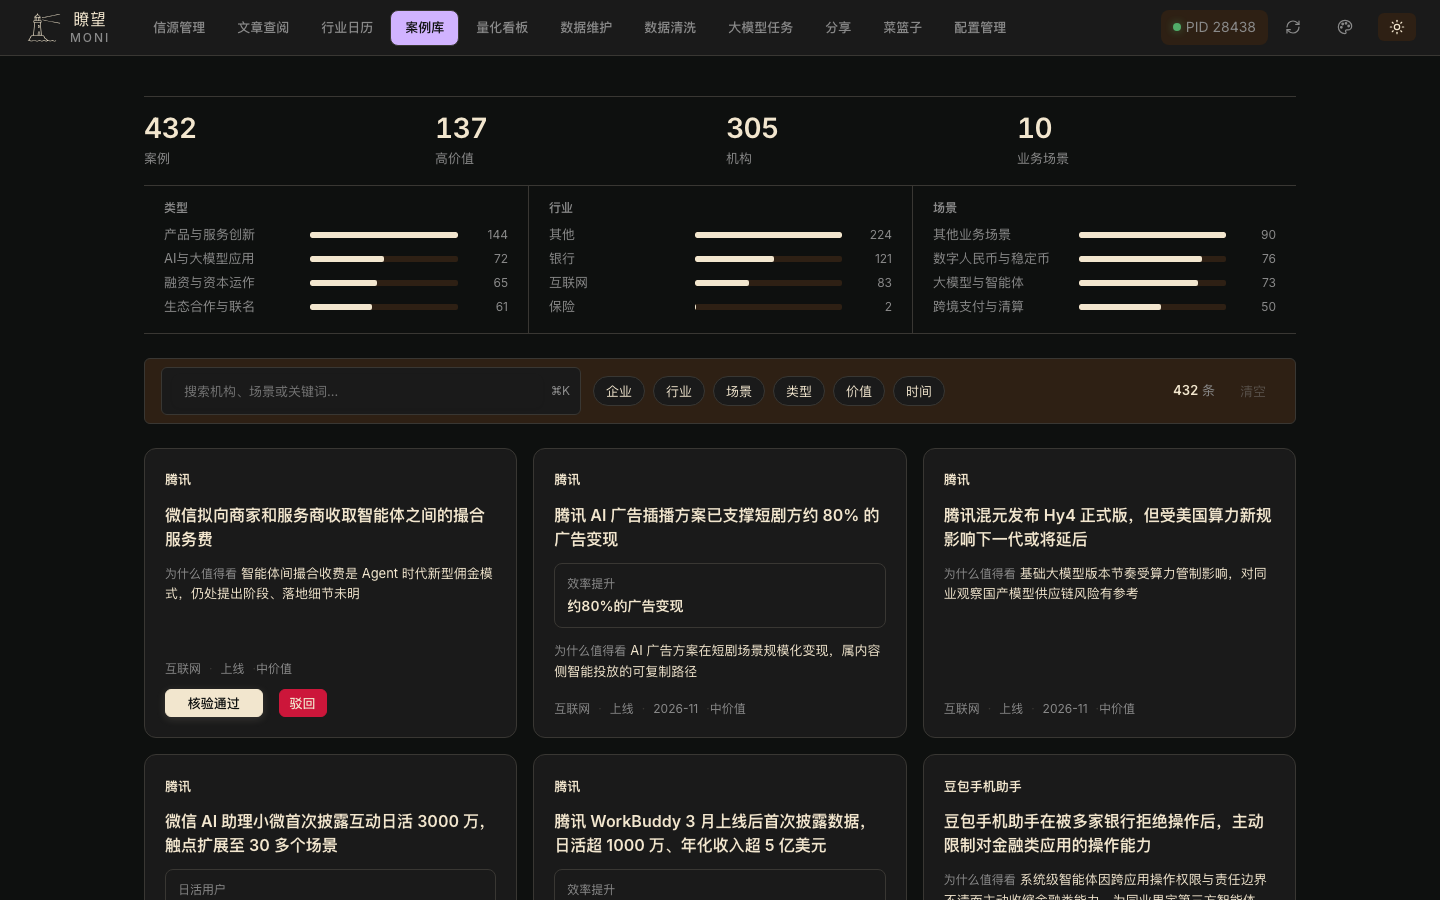 瞭望
MONI
信源管理
文章查阅
行业日历
案例库
量化看板
数据维护
数据清洗
大模型任务
分享
菜篮子
配置管理
PID 28438
432
案例
137
高价值
305
机构
10
业务场景
类型
产品与服务创新 144
AI与大模型应用 72
融资与资本运作 65
生态合作与联名 61
行业
其他 224
银行 121
互联网 83
保险 2
场景
其他业务场景 90
数字人民币与稳定币 76
大模型与智能体 73
跨境支付与清算 50
搜索机构、场景或关键词... ⌘K
企业
行业
场景
类型
价值
时间
432 条
清空
腾讯
微信拟向商家和服务商收取智能体之间的撮合
服务费
为什么值得看 智能体间撮合收费是 Agent 时代新型佣金模
式，仍处提出阶段、落地细节未明
互联网 · 上线 中价值
核验通过
驳回
腾讯
腾讯 AI 广告插播方案已支撑短剧方约 80% 的
广告变现
效率提升
约80%的广告变现
为什么值得看 AI 广告方案在短剧场景规模化变现，属内容
侧智能投放的可复制路径
互联网 · 上线 · 2026-11 中价值
腾讯
腾讯混元发布 Hy4 正式版，但受美国算力新规
影响下一代或将延后
为什么值得看 基础大模型版本节奏受算力管制影响，对同
业观察国产模型供应链风险有参考
互联网 · 上线 · 2026-11 中价值
腾讯
微信 AI 助理小微首次披露互动日活 3000 万，
触点扩展至 30 多个场景
日活用户
腾讯
腾讯 WorkBuddy 3 月上线后首次披露数据，
日活超 1000 万、年化收入超 5 亿美元
效率提升
豆包手机助手
豆包手机助手在被多家银行拒绝操作后，主动
限制对金融类应用的操作能力
为什么值得看 系统级智能体因跨应用操作权限与责任边界